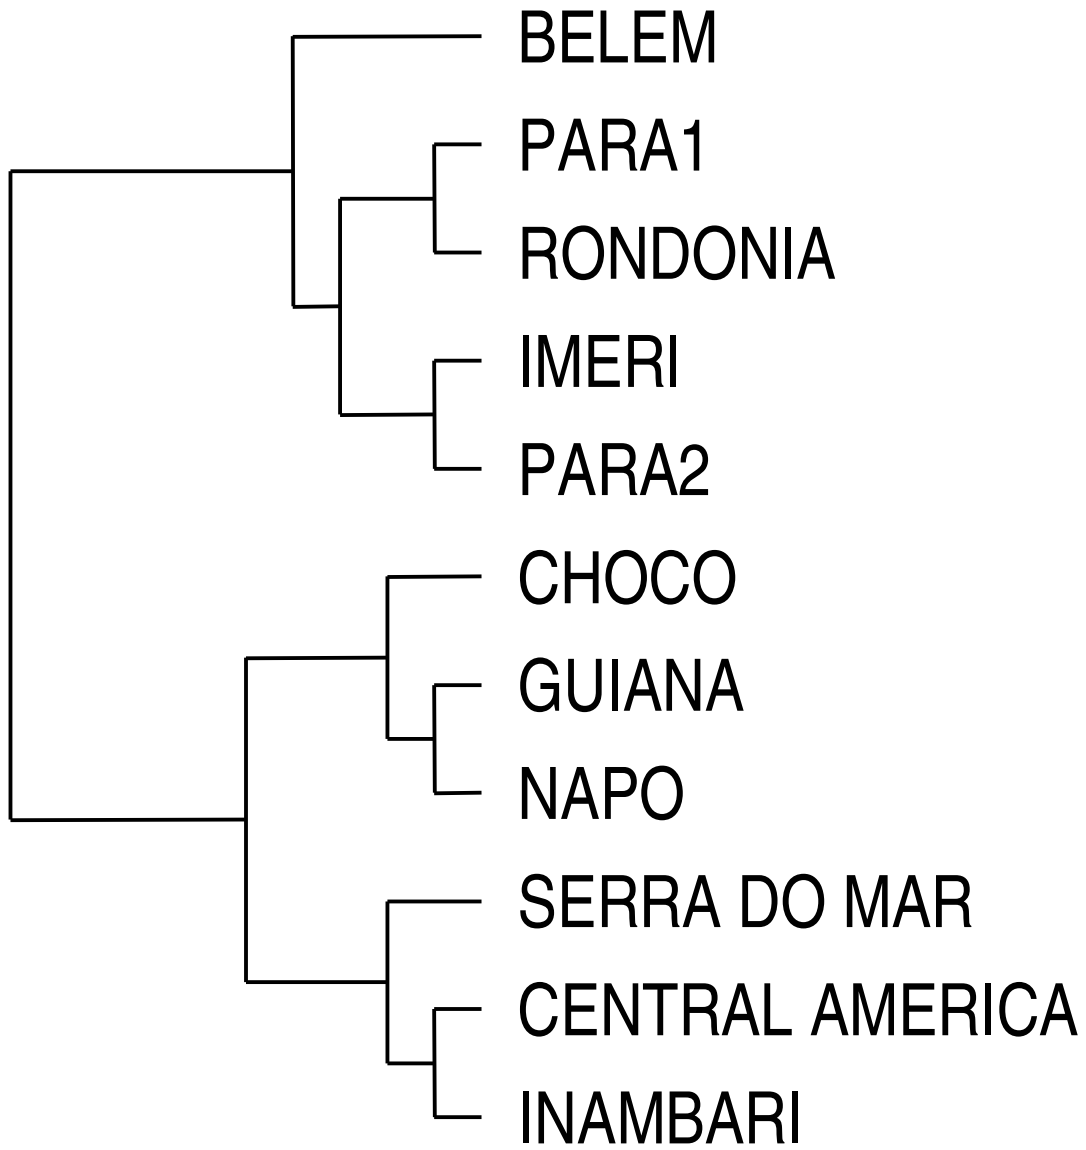 BELEM
PARA1
RONDONIA
IMERI
PARA2
CHOCO
GUIANA
NAPO
SERRA DO MAR
CENTRAL AMERICA
INAMBARI